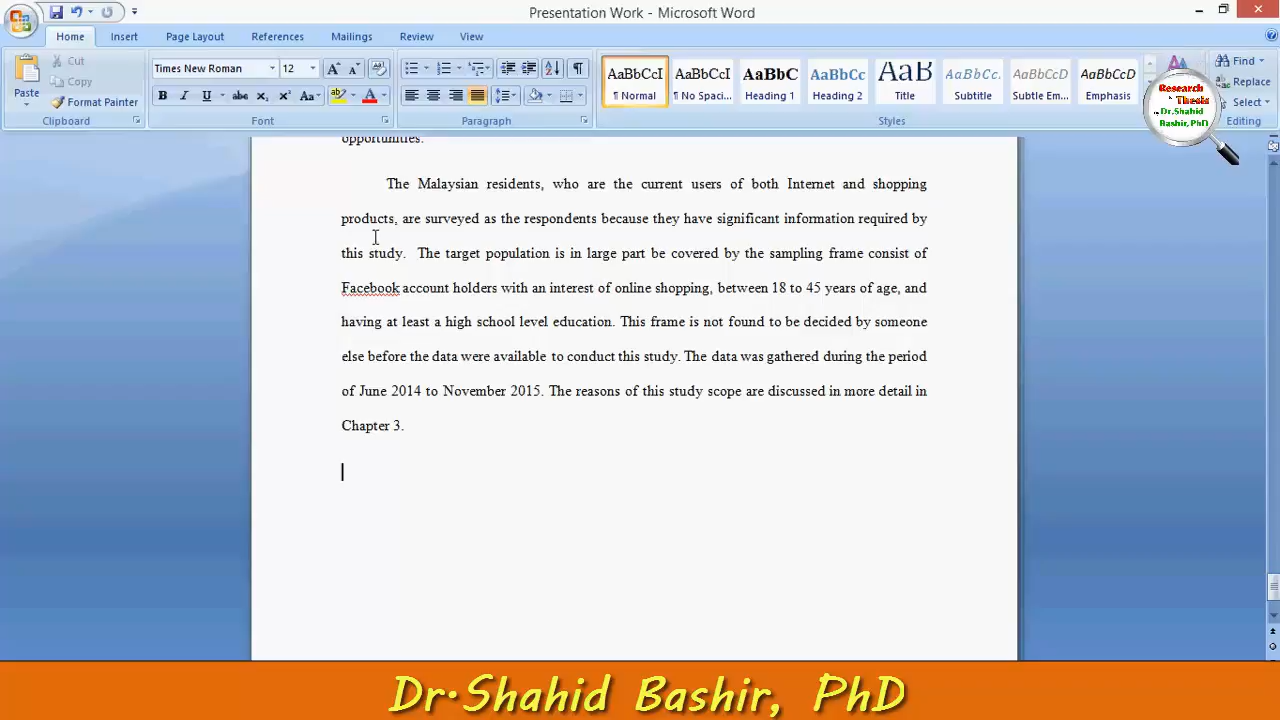 Presentation Work - Microsoft Word
Home Insert Page Layout References Mailings Review View
Paste
Cut
Copy
Format Painter
Clipboard
Times New Roman 12
B I U abc x₂ x² Aa
Font
Paragraph
AaBbCcI AaBbCcI AaBbC AaBbCc AaB AaBbCc. AaBbCcD AaBbCcD
¶ Normal ¶ No Spaci... Heading 1 Heading 2 Title Subtitle Subtle Em... Emphasis
Styles
Find
Replace
Select
Editing
Research
Thesis
Dr.Shahid
Bashir, PhD
opportunities.
The Malaysian residents, who are the current users of both Internet and shopping
products, are surveyed as the respondents because they have significant information required by
this study. The target population is in large part be covered by the sampling frame consist of
Facebook account holders with an interest of online shopping, between 18 to 45 years of age, and
having at least a high school level education. This frame is not found to be decided by someone
else before the data were available to conduct this study. The data was gathered during the period
of June 2014 to November 2015. The reasons of this study scope are discussed in more detail in
Chapter 3.
Dr.Shahid Bashir, PhD